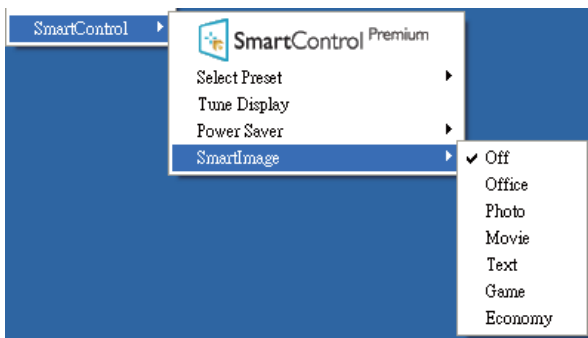 SmartControl
SmartControl Premium
Select Preset
Tune Display
Power Saver
SmartImage
Off
Office
Photo
Movie
Text
Game
Economy